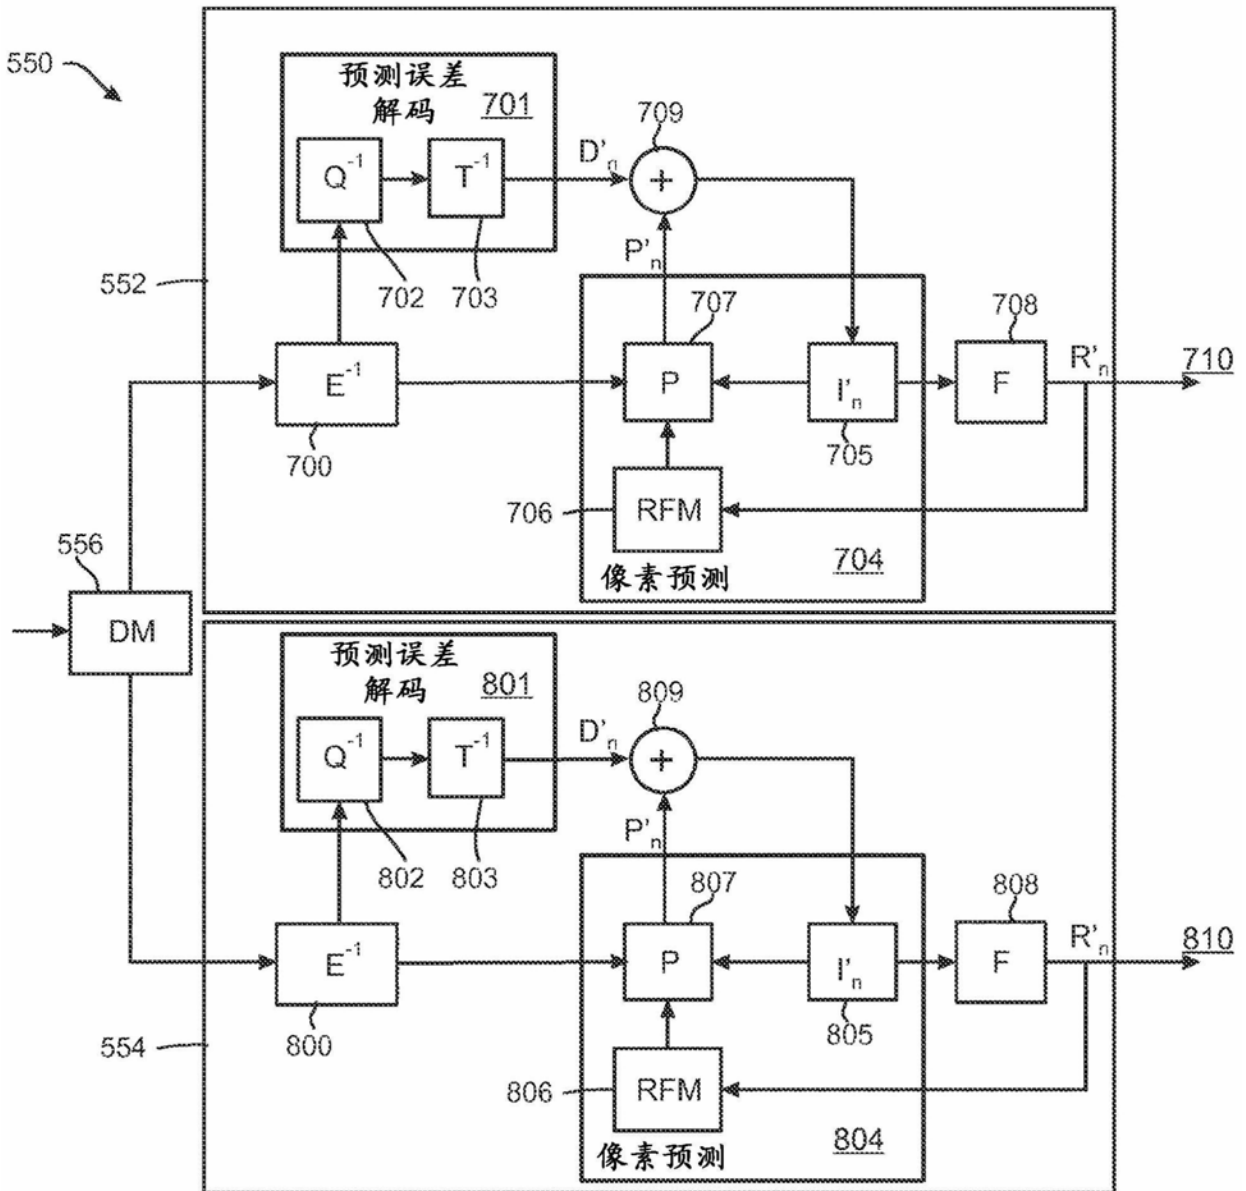 550
预测误差
解码
701
709
Q⁻¹
T⁻¹
D'ₙ
+
P'ₙ
552
702
703
707
708
E⁻¹
P
I'ₙ
F
R'ₙ
710
700
705
706
RFM
像素预测
704
556
DM
预测误差
解码
801
809
Q⁻¹
T⁻¹
D'ₙ
+
P'ₙ
802
803
807
808
E⁻¹
P
I'ₙ
F
R'ₙ
810
554
800
805
806
RFM
像素预测
804